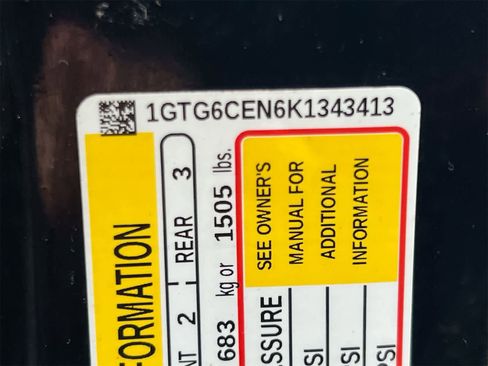 1GTG6CEN6K1343413
FORMATION
NT 2 REAR 3
683 kg or 1505 lbs.
SEE OWNER'S
MANUAL FOR
ADDITIONAL
INFORMATION
SSURE
SI
SI
PSI